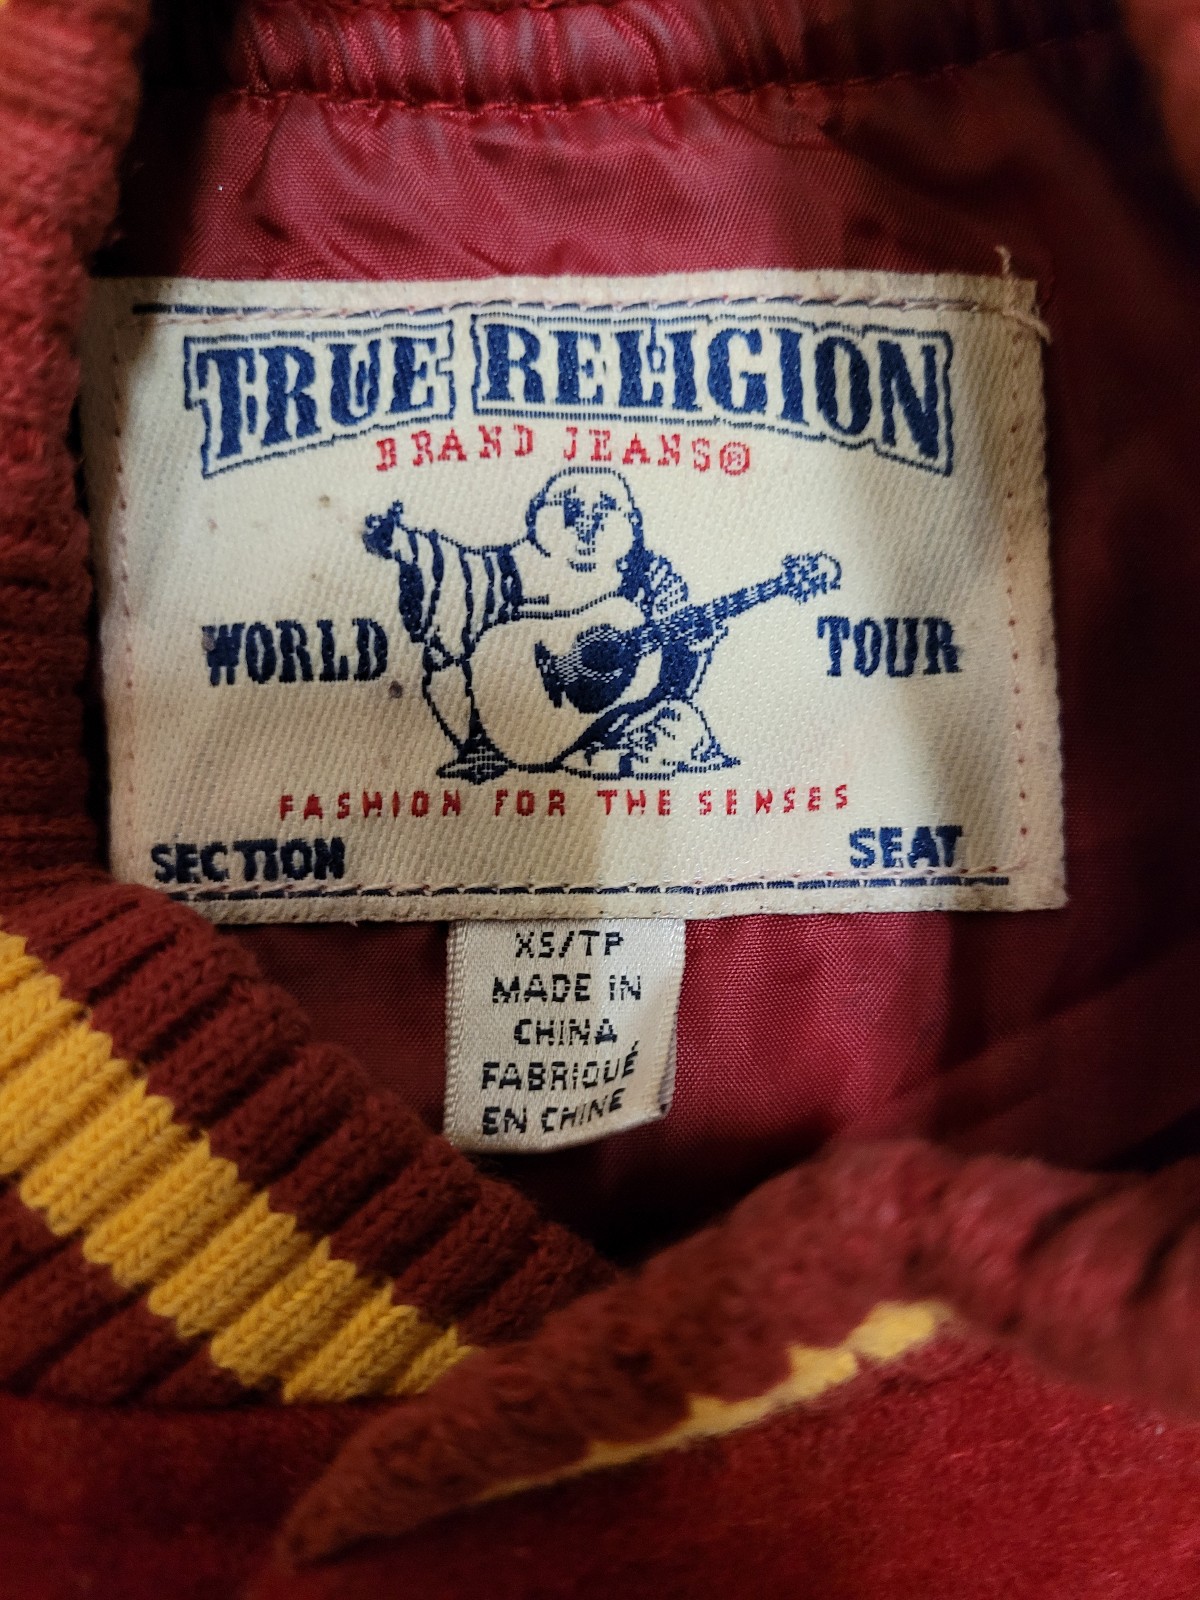 TRUE RELIGION
BRAND JEANS®
WORLD TOUR
FASHION FOR THE SENSES
SECTION SEAT
XS/TP
MADE IN
CHINA
FABRIQUÉ
EN CHINE